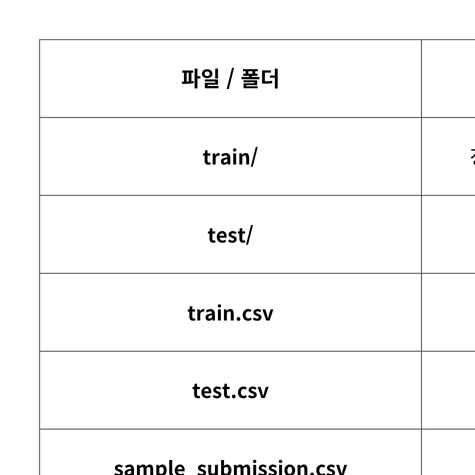 파일 / 폴더
train/
test/
train.csv
test.csv
sample_submission.csv